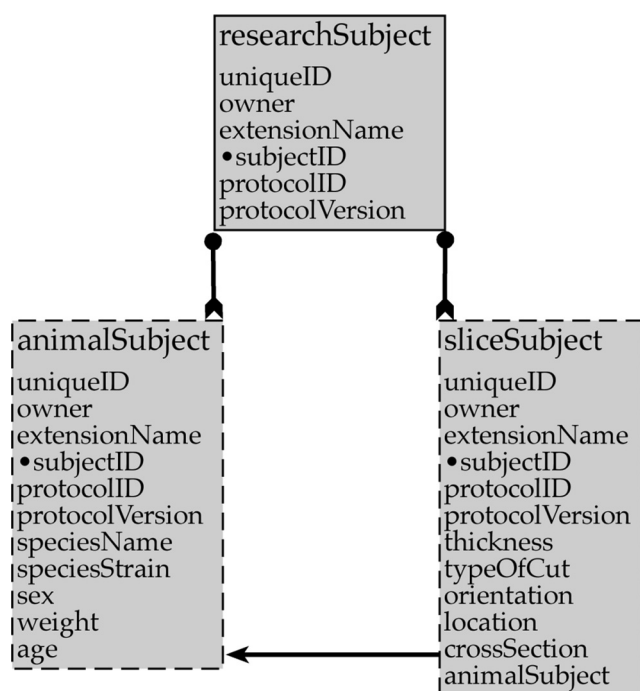 researchSubject
uniqueID
owner
extensionName
•subjectID
protocolID
protocolVersion
animalSubject
uniqueID
owner
extensionName
•subjectID
protocolID
protocolVersion
speciesName
speciesStrain
sex
weight
age
sliceSubject
uniqueID
owner
extensionName
•subjectID
protocolID
protocolVersion
thickness
typeOfCut
orientation
location
crossSection
animalSubject